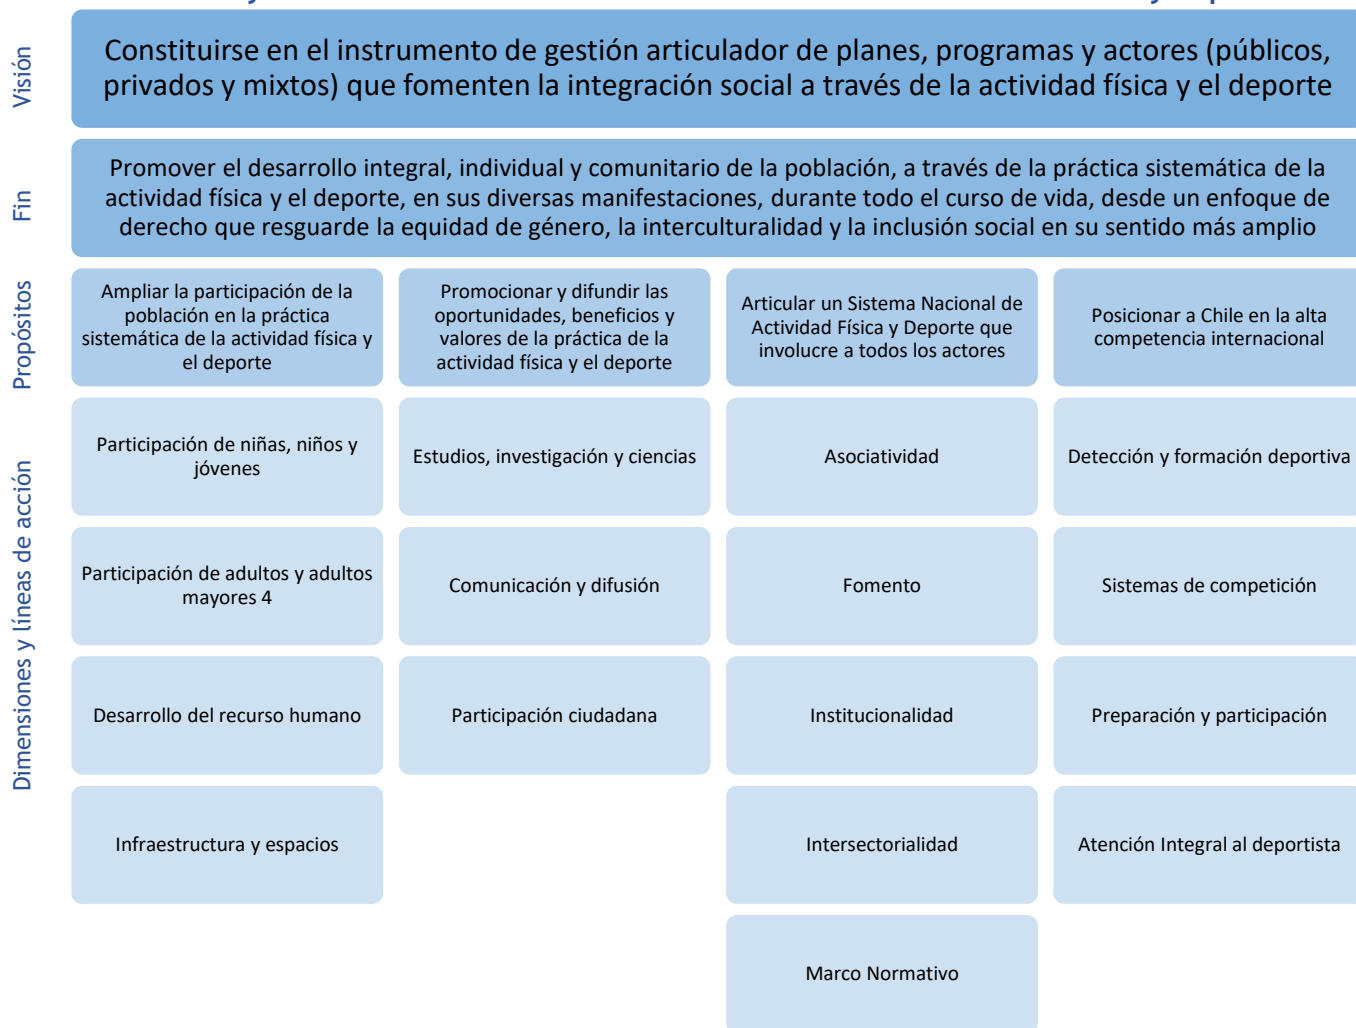 Visión
Constituirse en el instrumento de gestión articulador de planes, programas y actores (públicos,
privados y mixtos) que fomenten la integración social a través de la actividad física y el deporte
Fin
Promover el desarrollo integral, individual y comunitario de la población, a través de la práctica sistemática de la
actividad física y el deporte, en sus diversas manifestaciones, durante todo el curso de vida, desde un enfoque de
derecho que resguarde la equidad de género, la interculturalidad y la inclusión social en su sentido más amplio
Propósitos
Ampliar la participación de la
población en la práctica
sistemática de la actividad física y
el deporte
Promocionar y difundir las
oportunidades, beneficios y
valores de la práctica de la
actividad física y el deporte
Articular un Sistema Nacional de
Actividad Física y Deporte que
involucre a todos los actores
Posicionar a Chile en la alta
competencia internacional
Dimensiones y líneas de acción
Participación de niñas, niños y
jóvenes
Estudios, investigación y ciencias
Asociatividad
Detección y formación deportiva
Participación de adultos y adultos
mayores 4
Comunicación y difusión
Fomento
Sistemas de competición
Desarrollo del recurso humano
Participación ciudadana
Institucionalidad
Preparación y participación
Infraestructura y espacios
Intersectorialidad
Atención Integral al deportista
Marco Normativo